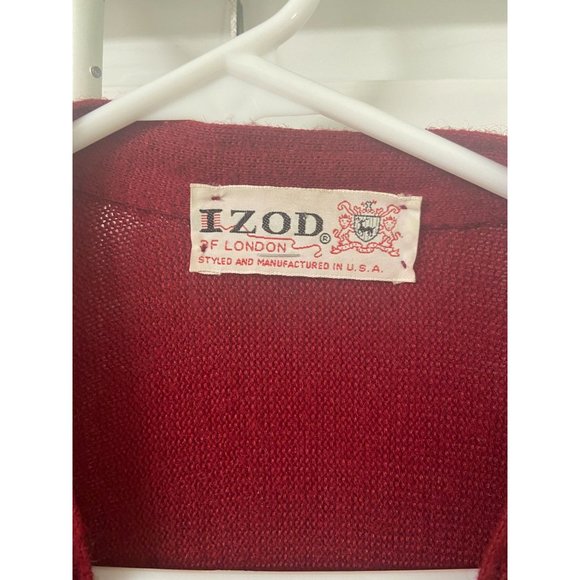 IZOD®
OF LONDON
STYLED AND MANUFACTURED IN U.S.A.